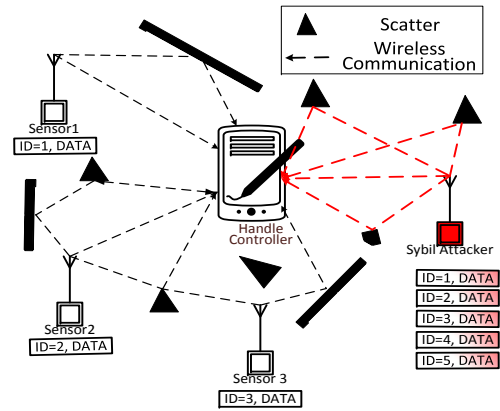 Scatter
Wireless
Communication
Sensor1
ID=1, DATA
Handle
Controller
Sybil Attacker
ID=1, DATA
ID=2, DATA
ID=3, DATA
ID=4, DATA
ID=5, DATA
Sensor2
ID=2, DATA
Sensor 3
ID=3, DATA